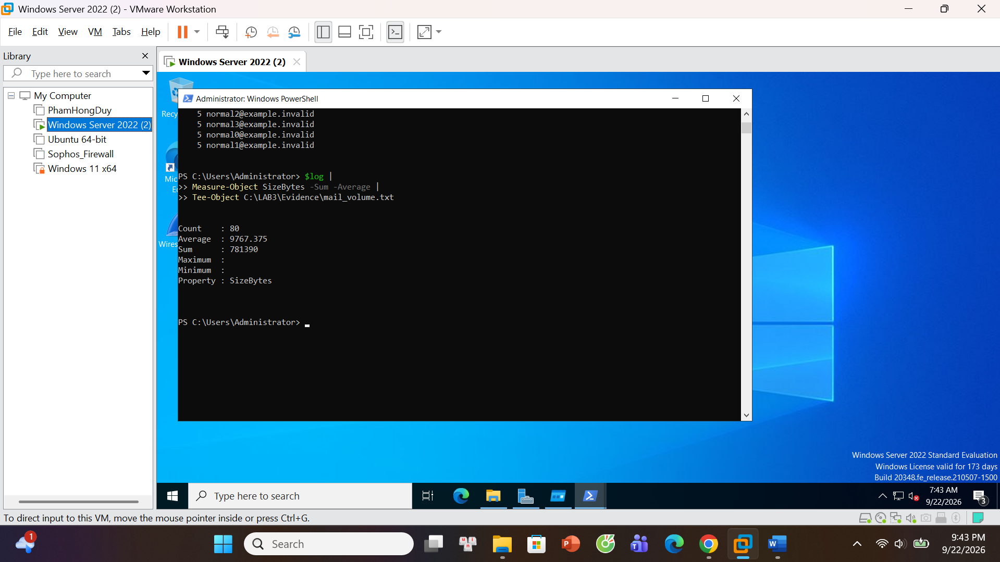 Windows Server 2022 (2) - VMware Workstation
File Edit View VM Tabs Help
Library
Type here to search
My Computer
PhamHongDuy
Windows Server 2022 (2)
Ubuntu 64-bit
Sophos_Firewall
Windows 11 x64
Windows Server 2022 (2)
Recy
Mic
E
Wires
Administrator: Windows PowerShell
5 normal2@example.invalid
5 normal3@example.invalid
5 normal0@example.invalid
5 normal1@example.invalid
PS C:\Users\Administrator> $log |
>> Measure-Object SizeBytes -Sum -Average |
>> Tee-Object C:\LAB3\Evidence\mail_volume.txt
Count : 80
Average : 9767.375
Sum : 781390
Maximum :
Minimum :
Property : SizeBytes
PS C:\Users\Administrator>
Windows Server 2022 Standard Evaluation
Windows License valid for 173 days
Build 20348.fe_release.210507-1500
Type here to search
7:43 AM
9/22/2026
3
To direct input to this VM, move the mouse pointer inside or press Ctrl+G.
1
Search
9:43 PM
9/22/2026